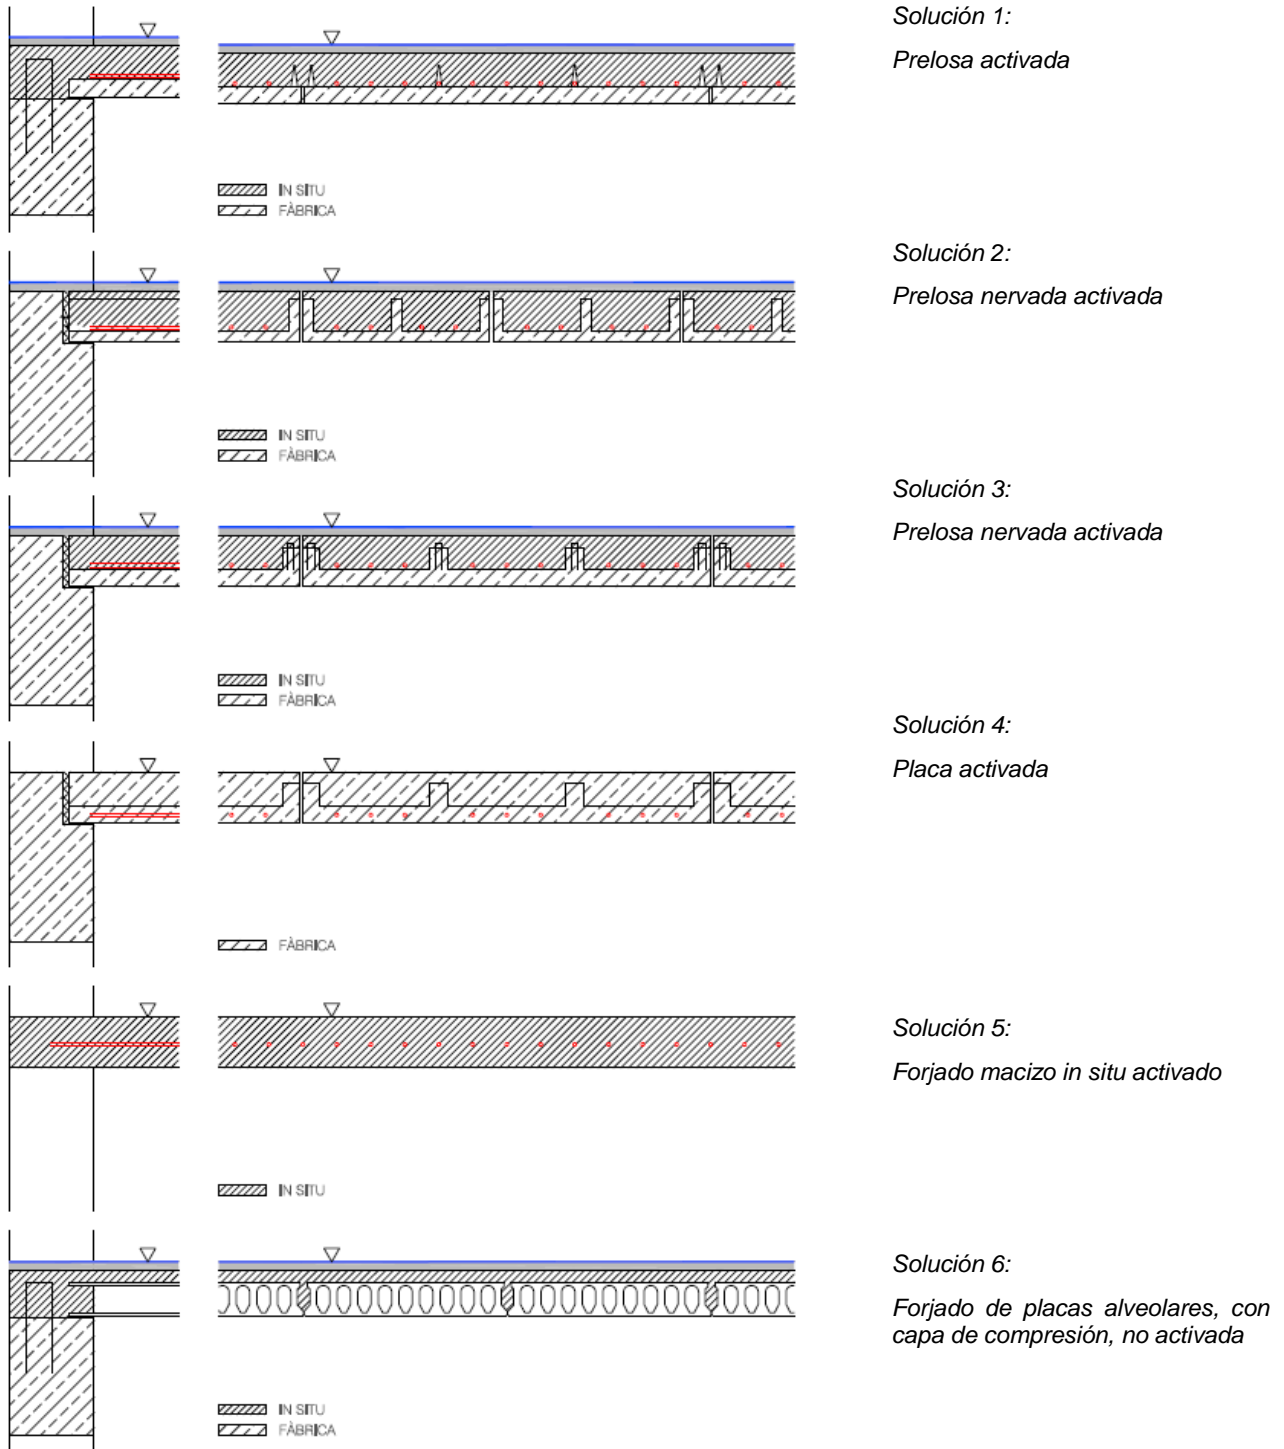 Solución 1:
Prelosa activada
IN SITU
FÀBRICA
Solución 2:
Prelosa nervada activada
IN SITU
FÀBRICA
Solución 3:
Prelosa nervada activada
IN SITU
FÀBRICA
Solución 4:
Placa activada
FÀBRICA
Solución 5:
Forjado macizo in situ activado
IN SITU
Solución 6:
Forjado de placas alveolares, con
capa de compresión, no activada
IN SITU
FÀBRICA